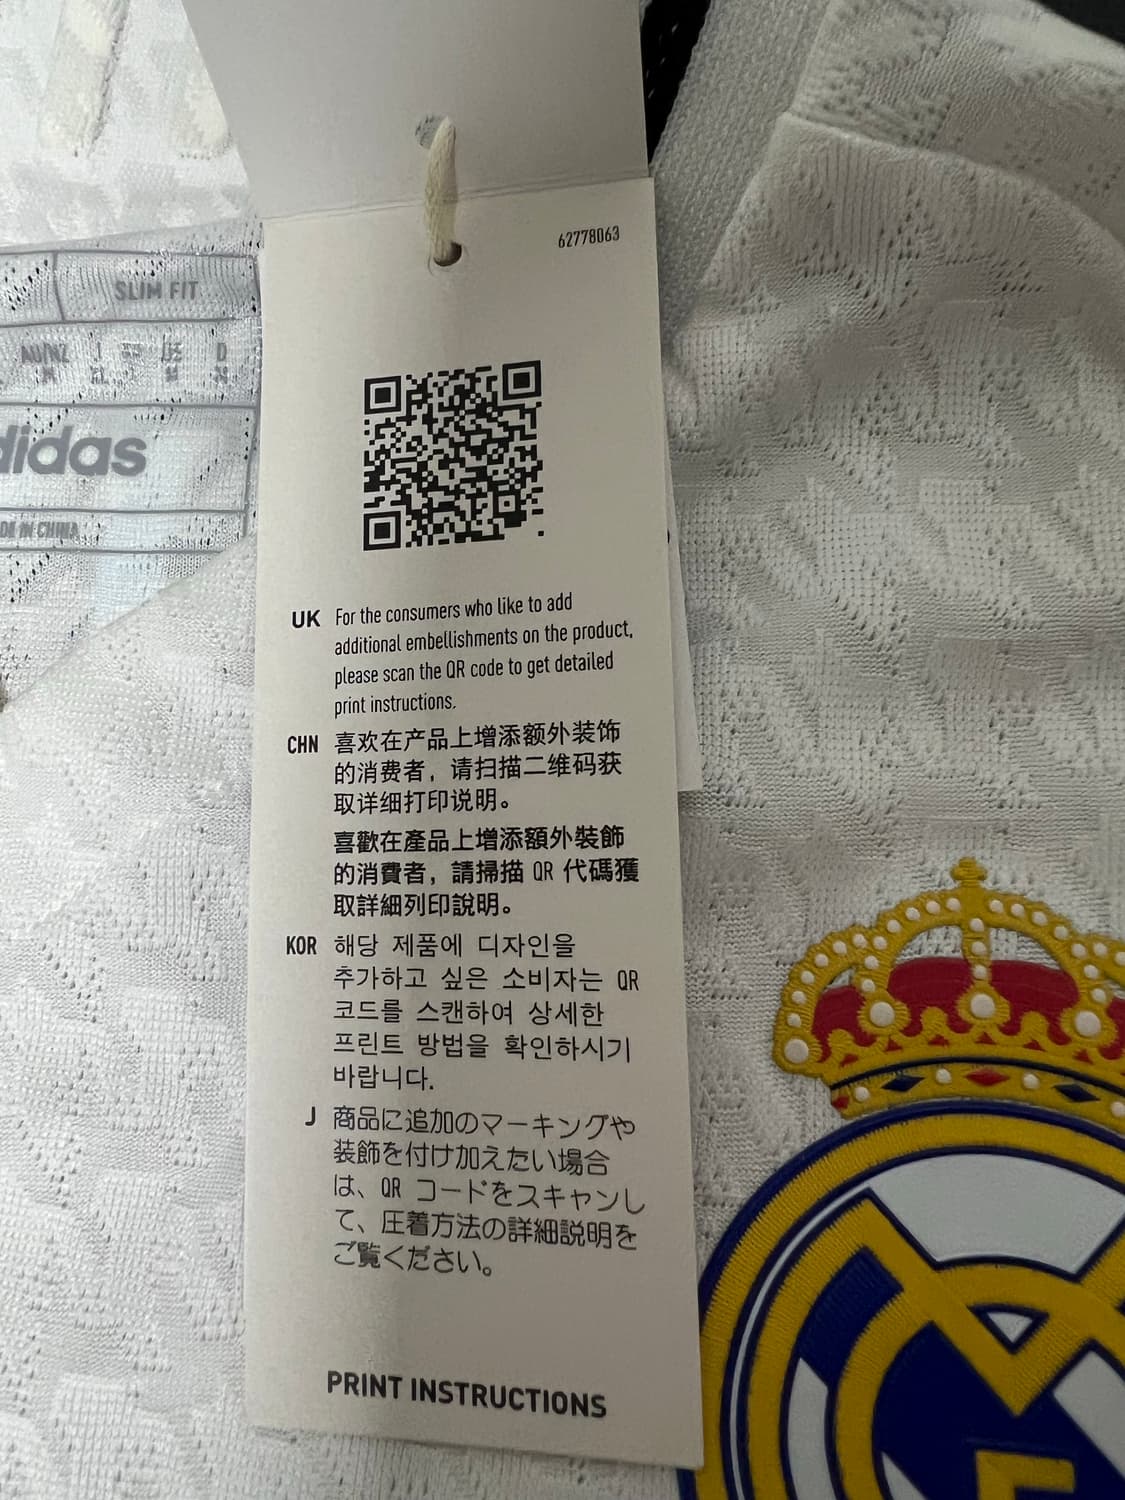 62778063
SLIM FIT
AU/NZ
didas
IN CHINA
UK For the consumers who like to add
additional embellishments on the product,
please scan the QR code to get detailed
print instructions.
CHN 喜欢在产品上增添额外装饰
的消费者，请扫描二维码获
取详细打印说明。
喜歡在產品上增添額外裝飾
的消費者，請掃描 QR 代碼獲
取詳細列印說明。
KOR 해당 제품에 디자인을
추가하고 싶은 소비자는 QR
코드를 스캔하여 상세한
프린트 방법을 확인하시기
바랍니다.
J 商品に追加のマーキングや
装飾を付け加えたい場合
は、QR コードをスキャンし
て、圧着方法の詳細説明を
ご覧ください。
PRINT INSTRUCTIONS